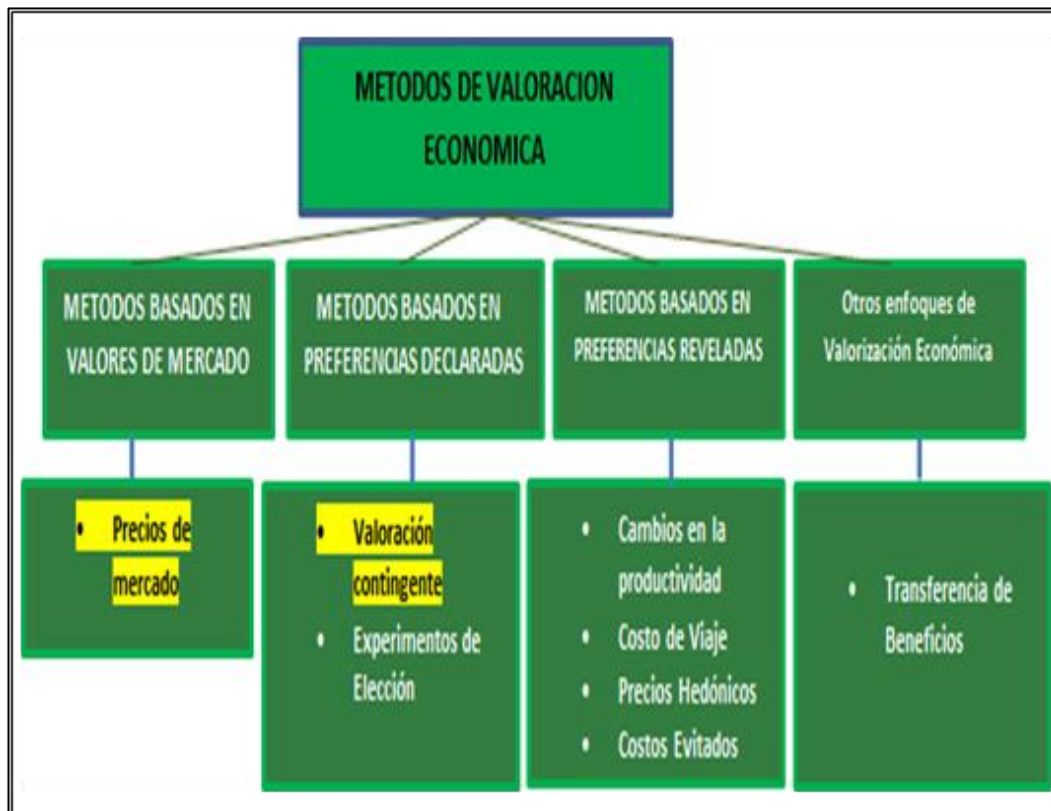 METODOS DE VALORACION
ECONOMICA
METODOS BASADOS EN
VALORES DE MERCADO
METODOS BASADOS EN
PREFERENCIAS DECLARADAS
METODOS BASADOS EN
PREFERENCIAS REVELADAS
Otros enfoques de
Valorización Económica
• Precios de
mercado
• Valoración
contingente
• Experimentos de
Elección
• Cambios en la
productividad
• Costo de Viaje
• Precios Hedónicos
• Costos Evitados
• Transferencia de
Beneficios